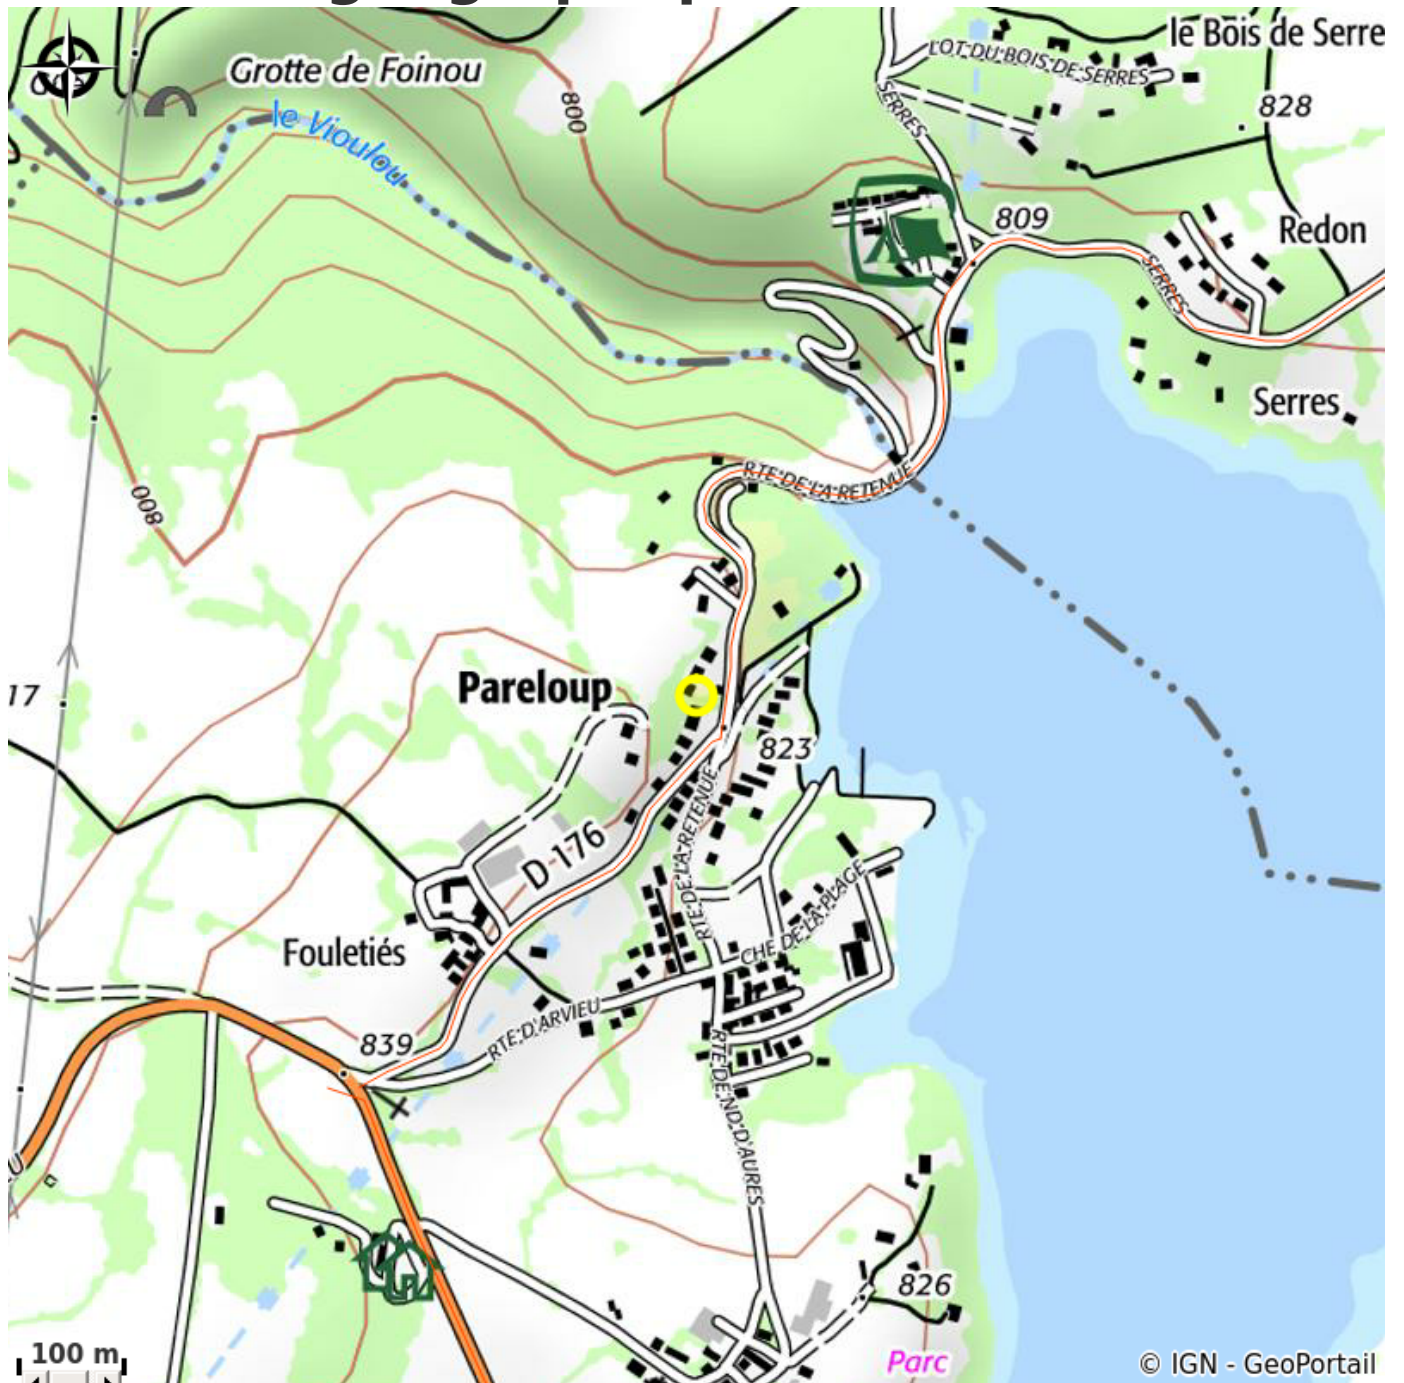 le Bois de Serre
LOT DU BOIS DE SERRES
Grotte de Foinou
800
SERRES
828
le Vioulou
809
Redon
SERRES
Serres
RTE DE LA RETENUE
800
Pareloup
17
823
RTE DE LA RETENUE
D 176
CHE DE LA PLAGE
Fouletiés
RTE D'ARVIEU
839
RTE DE N D D'AURES
826
100 m
Parc
© IGN - GeoPortail